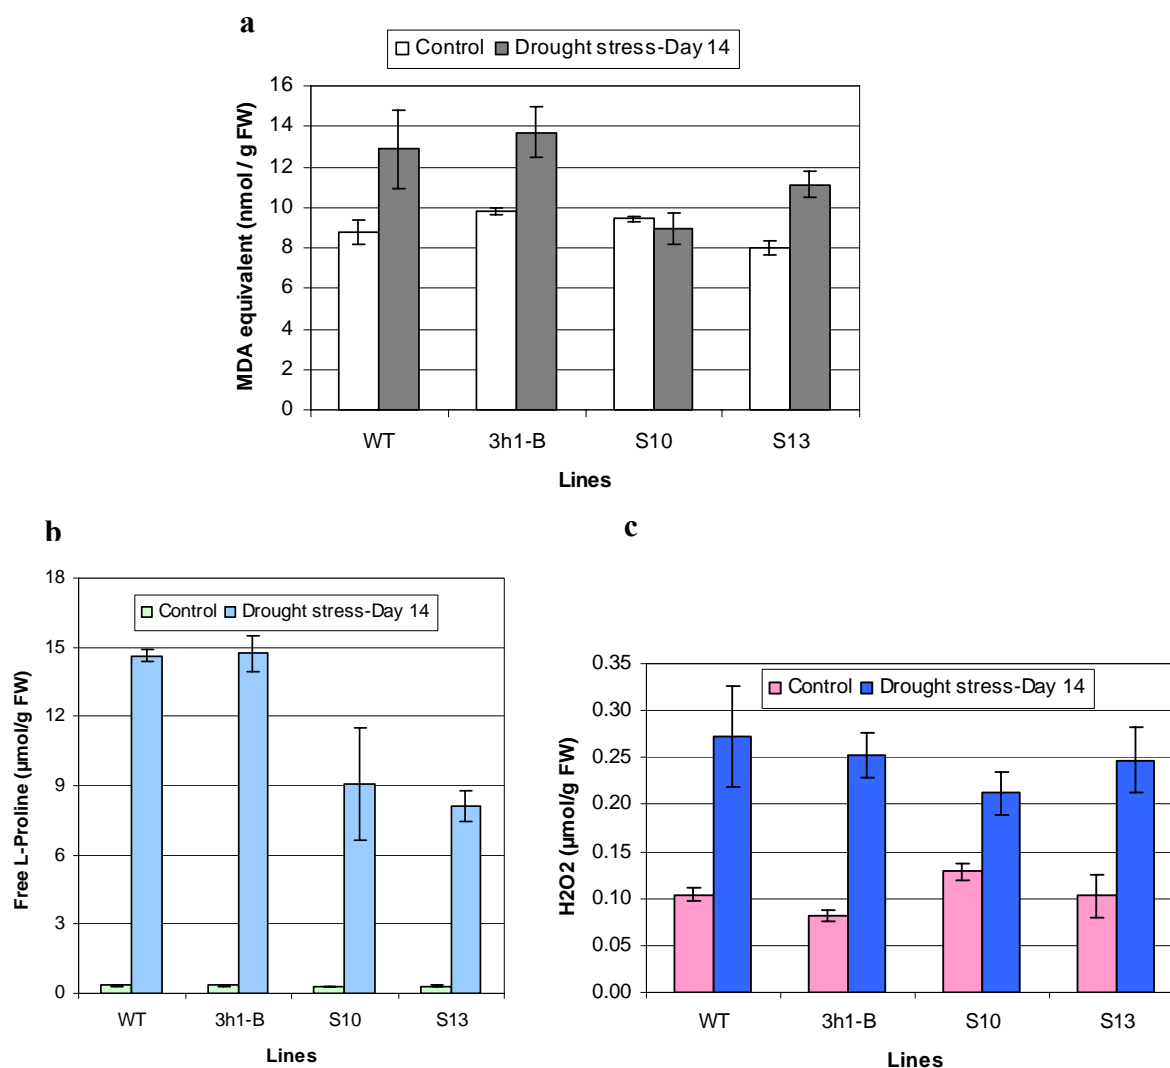 a
Control Drought stress-Day 14
MDA equivalent (nmol / g FW)
16
14
12
10
8
6
4
2
0
WT 3h1-B S10 S13
Lines
b
Control Drought stress-Day 14
Free L-Proline (µmol/g FW)
18
15
12
9
6
3
0
WT 3h1-B S10 S13
Lines
c
Control Drought stress-Day 14
H2O2 (µmol/g FW)
0.35
0.30
0.25
0.20
0.15
0.10
0.05
0.00
WT 3h1-B S10 S13
Lines